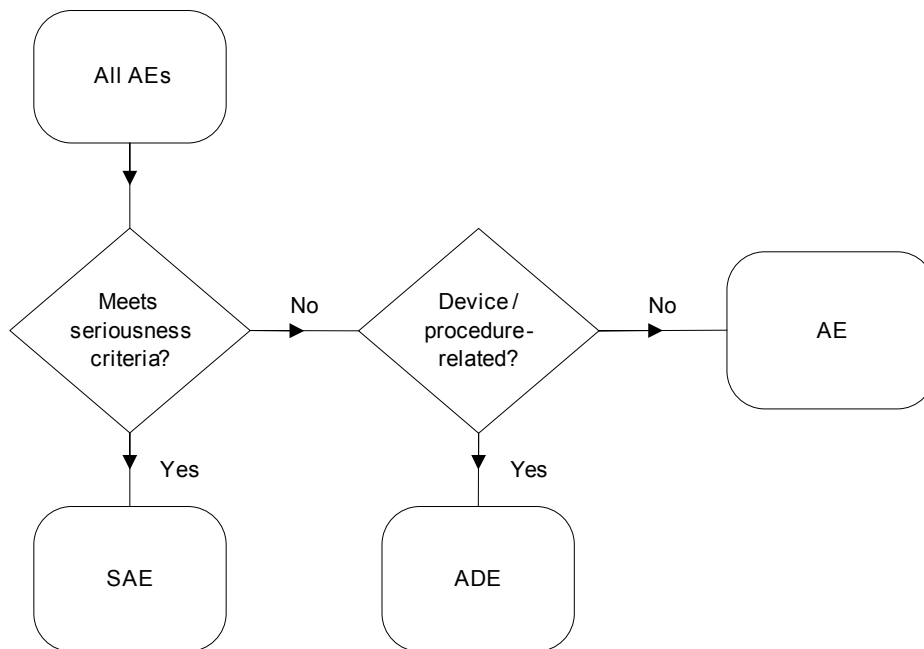 All AEs
Meets
seriousness
criteria?
No
Device /
procedure-
related?
No
AE
Yes
Yes
SAE
ADE